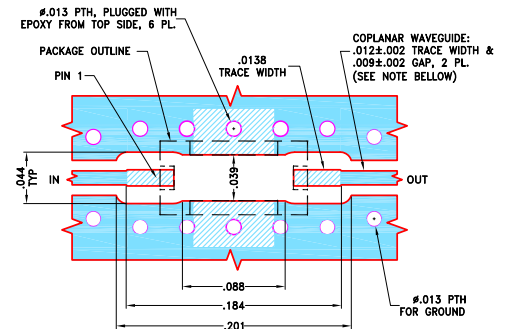 ø.013 PTH, PLUGGED WITH
EPOXY FROM TOP SIDE, 6 PL.
PACKAGE OUTLINE
PIN 1
.0138
TRACE WIDTH
COPLANAR WAVEGUIDE:
.012±.002 TRACE WIDTH &
.009±.002 GAP, 2 PL.
(SEE NOTE BELLOW)
.044
TYP
IN
.039
OUT
.088
.184
.201
ø.013 PTH
FOR GROUND